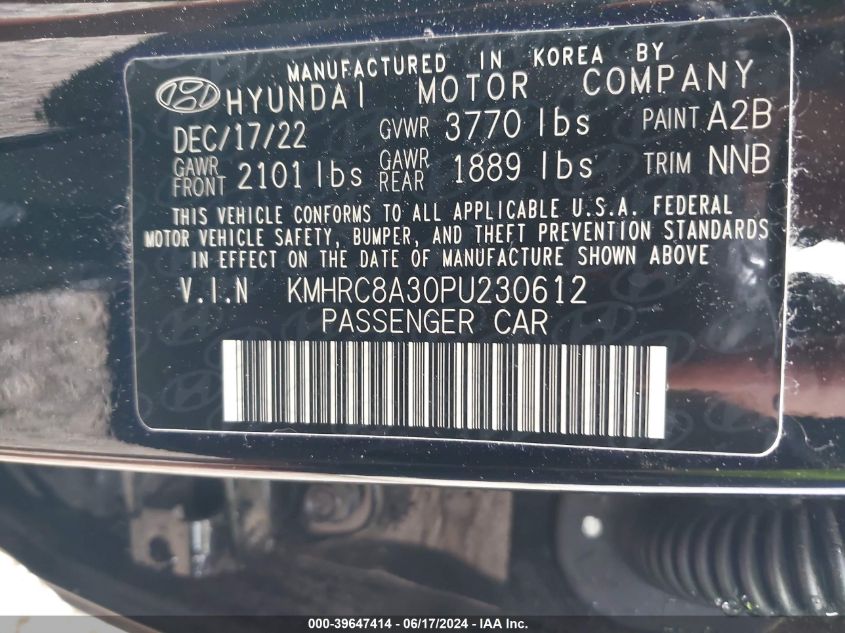 MANUFACTURED IN KOREA BY
HYUNDAI MOTOR COMPANY
DEC/17/22 GVWR 3770 lbs PAINT A2B
GAWR FRONT 2101 lbs GAWR REAR 1889 lbs TRIM NNB
THIS VEHICLE CONFORMS TO ALL APPLICABLE U.S.A. FEDERAL
MOTOR VEHICLE SAFETY, BUMPER, AND THEFT PREVENTION STANDARDS
IN EFFECT ON THE DATE OF MANUFACTURE SHOWN ABOVE
V.I.N KMHRC8A30PU230612
PASSENGER CAR
000-39647414 - 06/17/2024 - IAAI.COM.